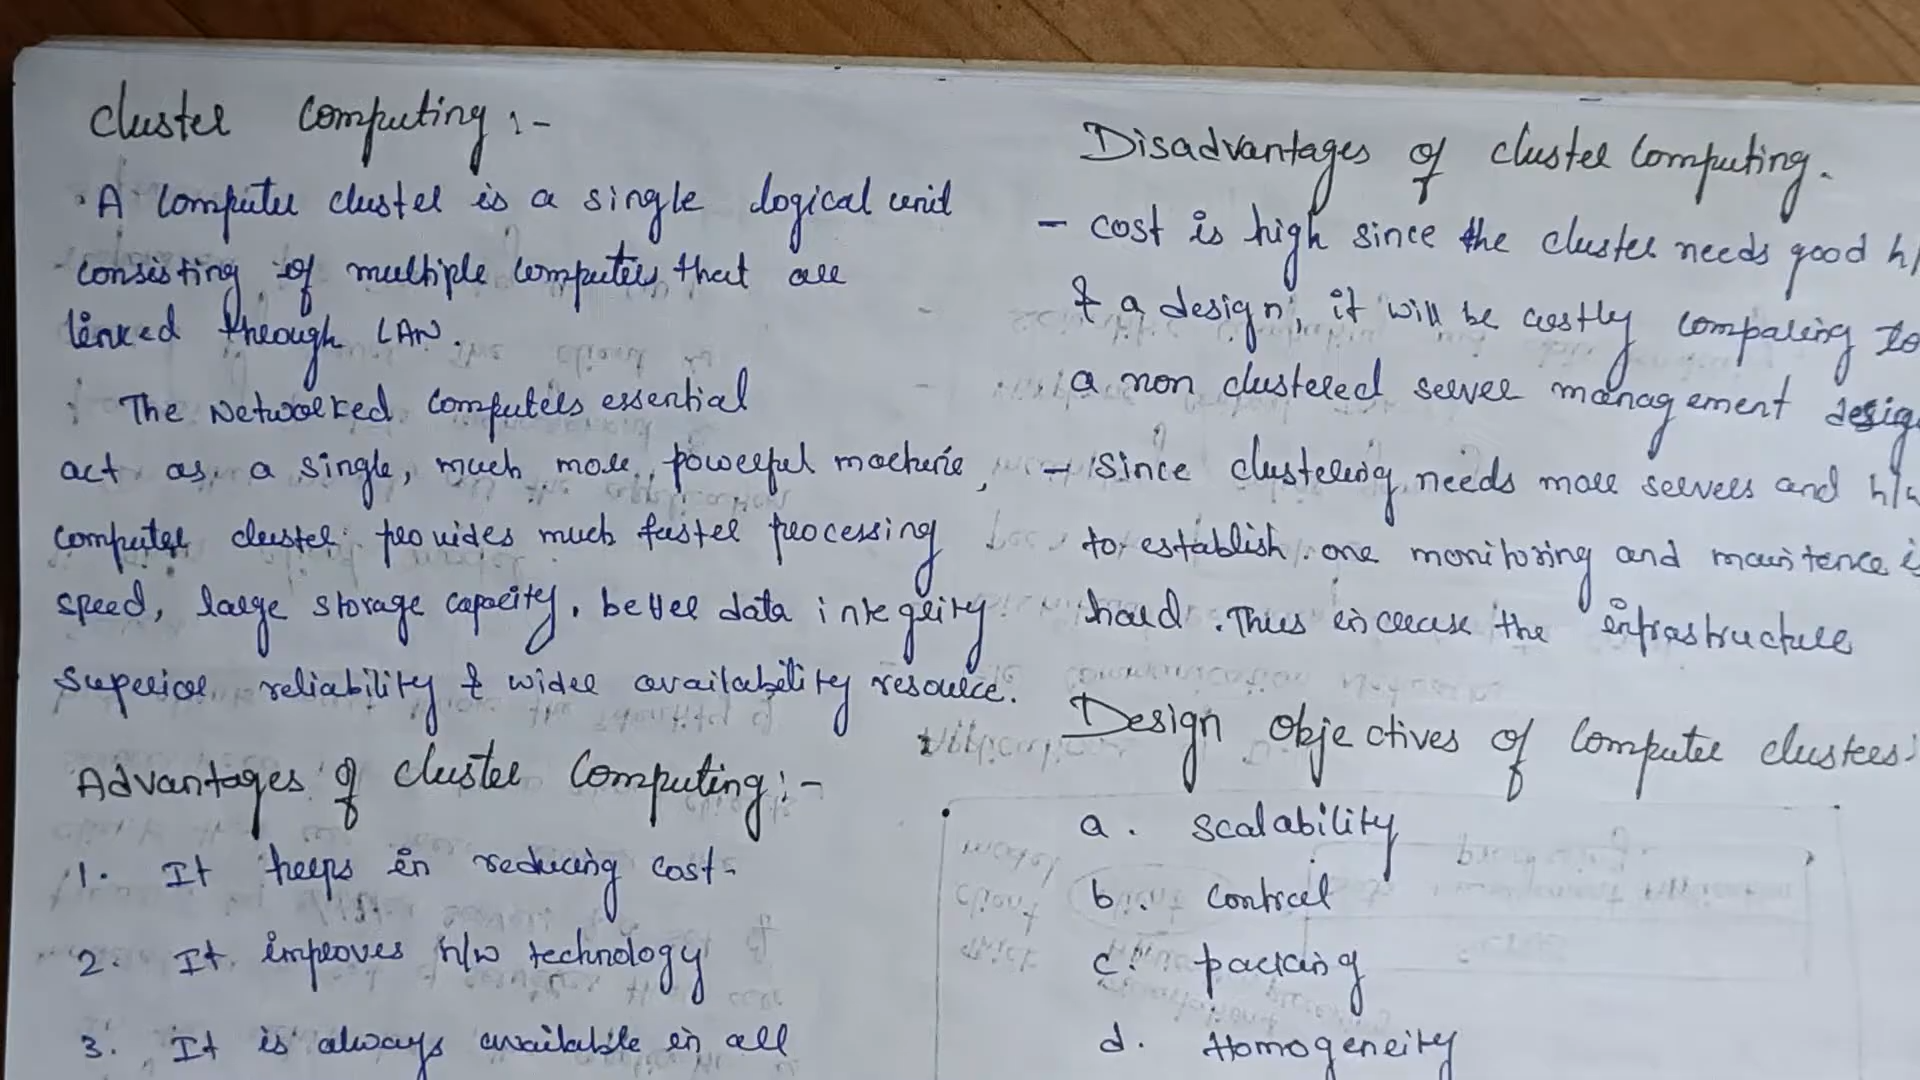 Cluster Computing :-
· A computer cluster is a single logical unit
consisting of multiple computers that are
linked through LAN.
: The Networked computers essential
act as a single, much more powerful machine,
computer cluster provides much faster processing
speed, large storage capacity, better data integrity
superior reliability & wider availability resource.
Advantages of cluster Computing :-
1. It helps in reducing cost.
2. It improves h/w technology
3. It is always available in all
Disadvantages of cluster Computing.
- cost is high since the cluster needs good h/
& a design, it will be costly comparing to
a non clustered server management desig
- Since clustering needs more servers and h/
to establish one monitoring and maintence i
hard. Thus increase the infrastructure
Design Objectives of Computer clusters:
a. Scalability
b. Control
c. packing
d. Homogeneity